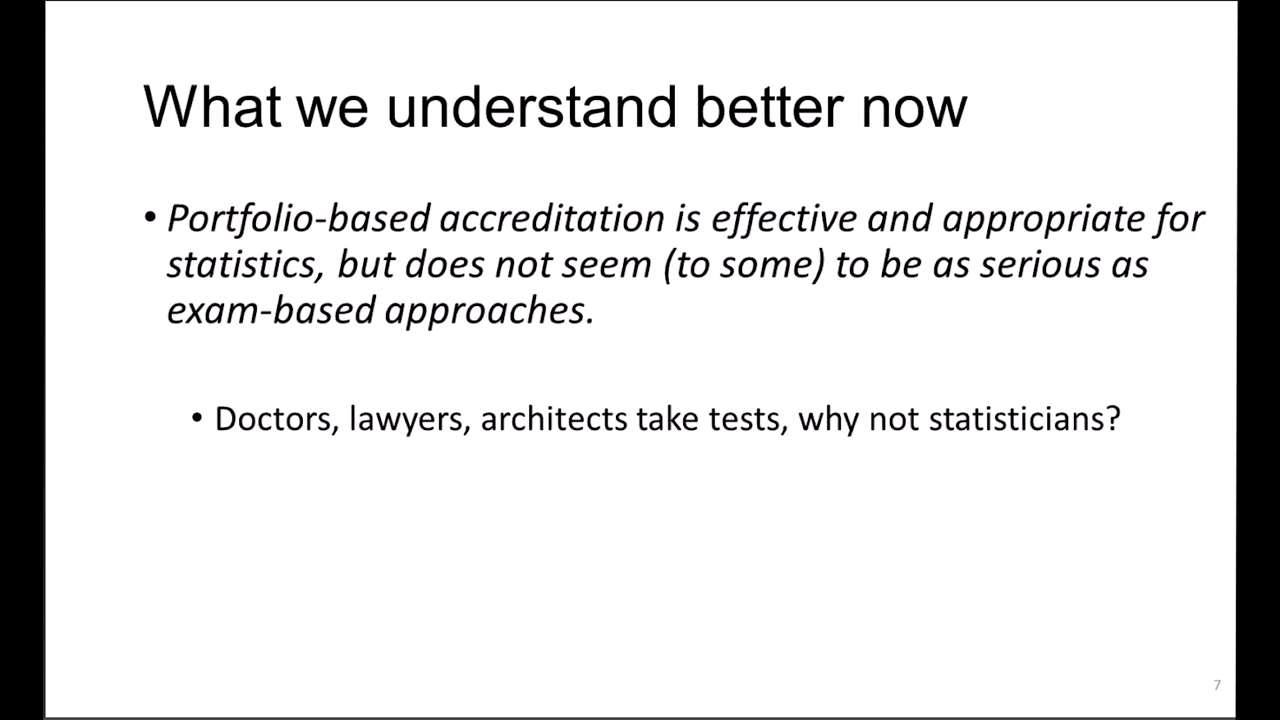 What we understand better now
• Portfolio-based accreditation is effective and appropriate for
statistics, but does not seem (to some) to be as serious as
exam-based approaches.
• Doctors, lawyers, architects take tests, why not statisticians?
7